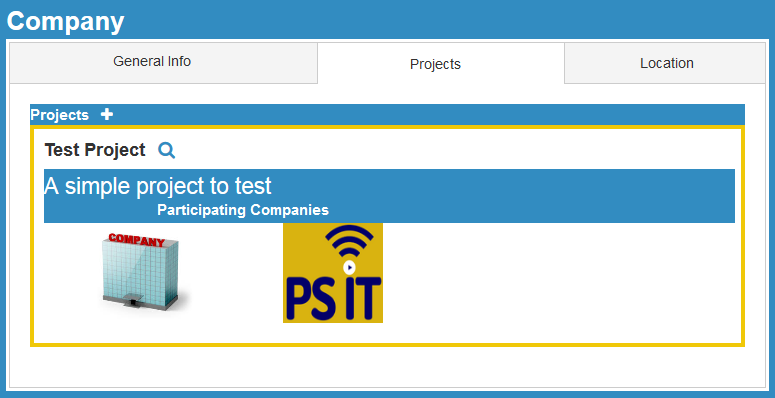 Company
General Info
Projects
Location
Projects
Test Project
A simple project to test
Participating Companies
COMPANY
PS IT